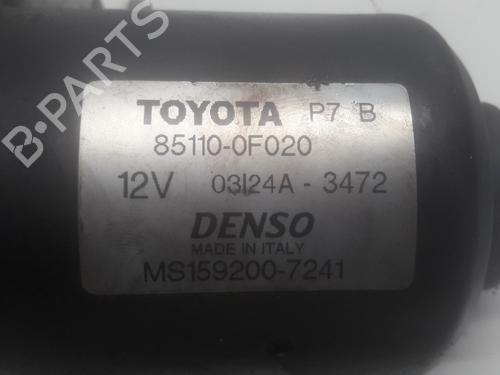 B-PARTS
TOYOTA P7 B
85110-0F020
12V 03I24A-3472
DENSO
MADE IN ITALY
MS159200-7241